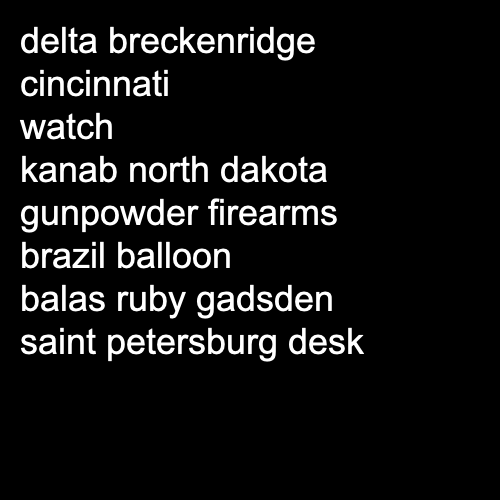 delta breckenridge
cincinnati
watch
kanab north dakota
gunpowder firearms
brazil balloon
balas ruby gadsden
saint petersburg desk